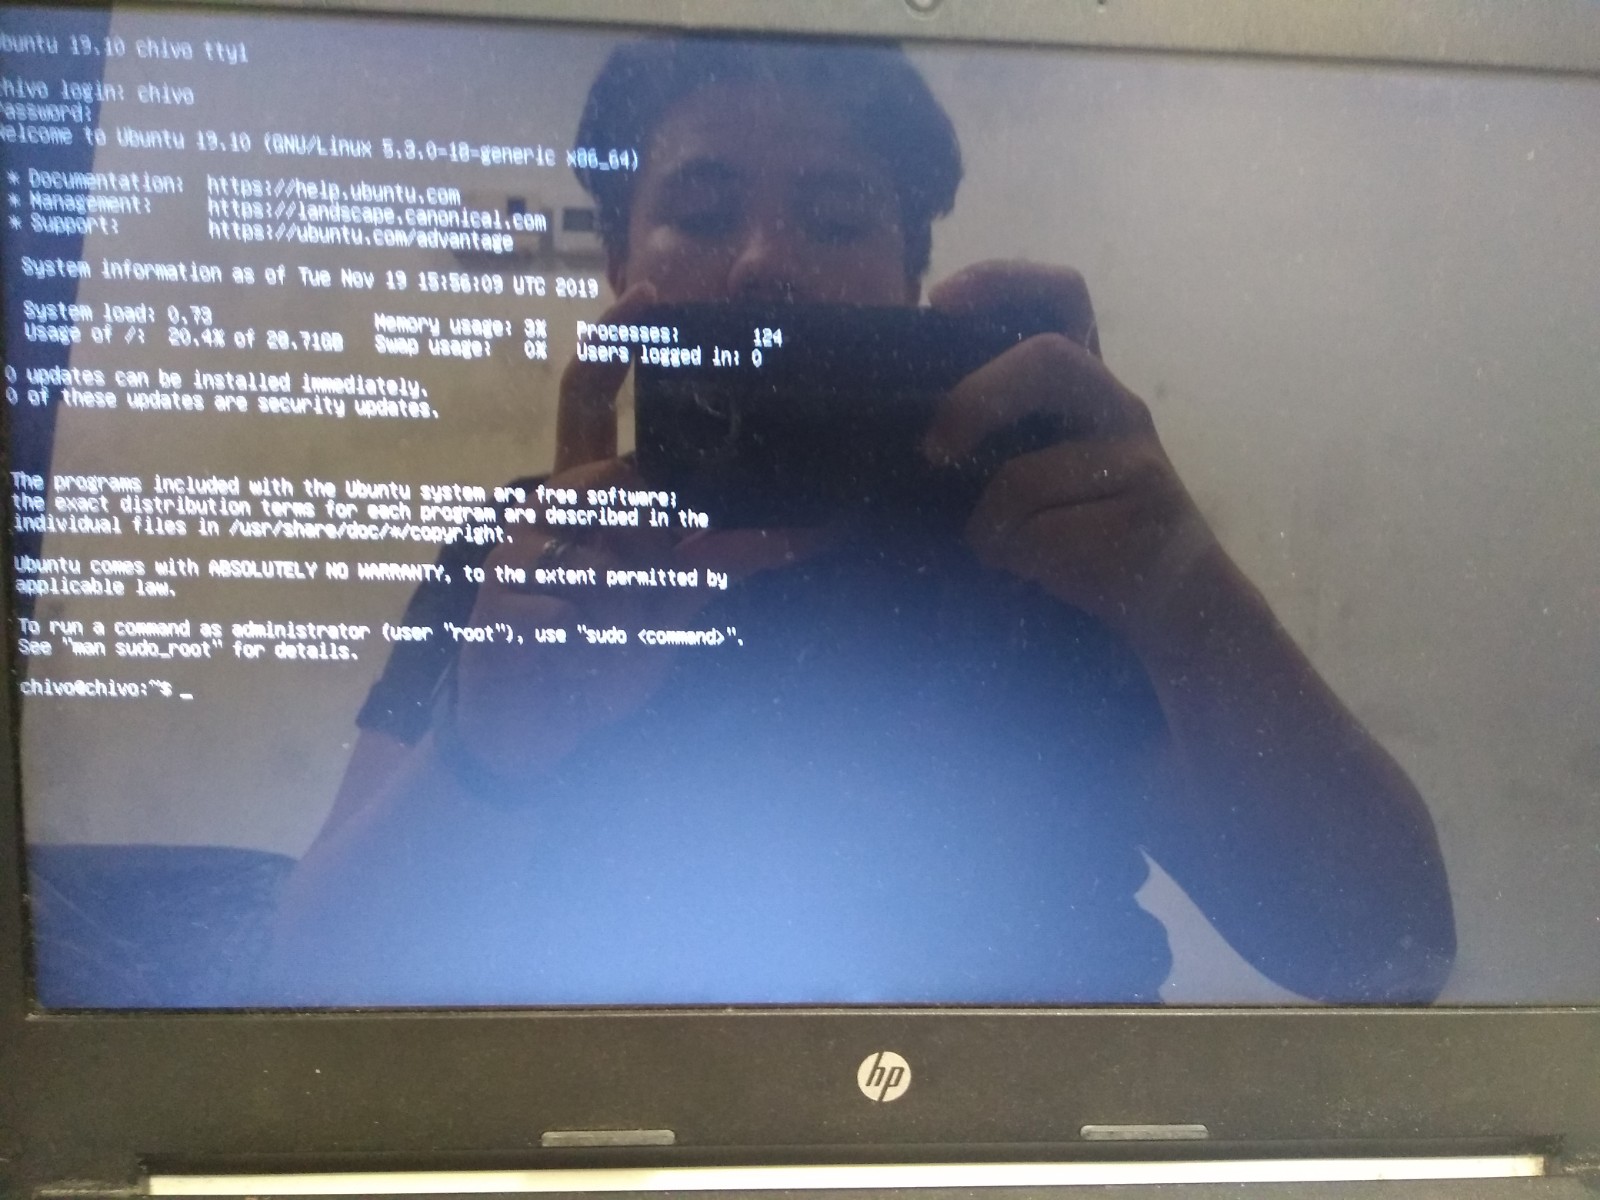 buntu 19.10 chivo tty1
hivo login: chivo
assword:
elcome to Ubuntu 19.10 (GNU/Linux 5.3.0-18-generic x86_64)
* Documentation: https://help.ubuntu.com
* Management: https://landscape.canonical.com
* Support: https://ubuntu.com/advantage
System information as of Tue Nov 19 15:56:09 UTC 2019
System load: 0.73 Memory usage: 3% Processes: 124
Usage of /: 20.4% of 20.71GB Swap usage: 0% Users logged in: 0
0 updates can be installed immediately.
0 of these updates are security updates.
The programs included with the Ubuntu system are free software;
the exact distribution terms for each program are described in the
individual files in /usr/share/doc/*/copyright.
Ubuntu comes with ABSOLUTELY NO WARRANTY, to the extent permitted by
applicable law.
To run a command as administrator (user "root"), use "sudo <command>".
See "man sudo_root" for details.
chivo@chivo:~$ _
hp